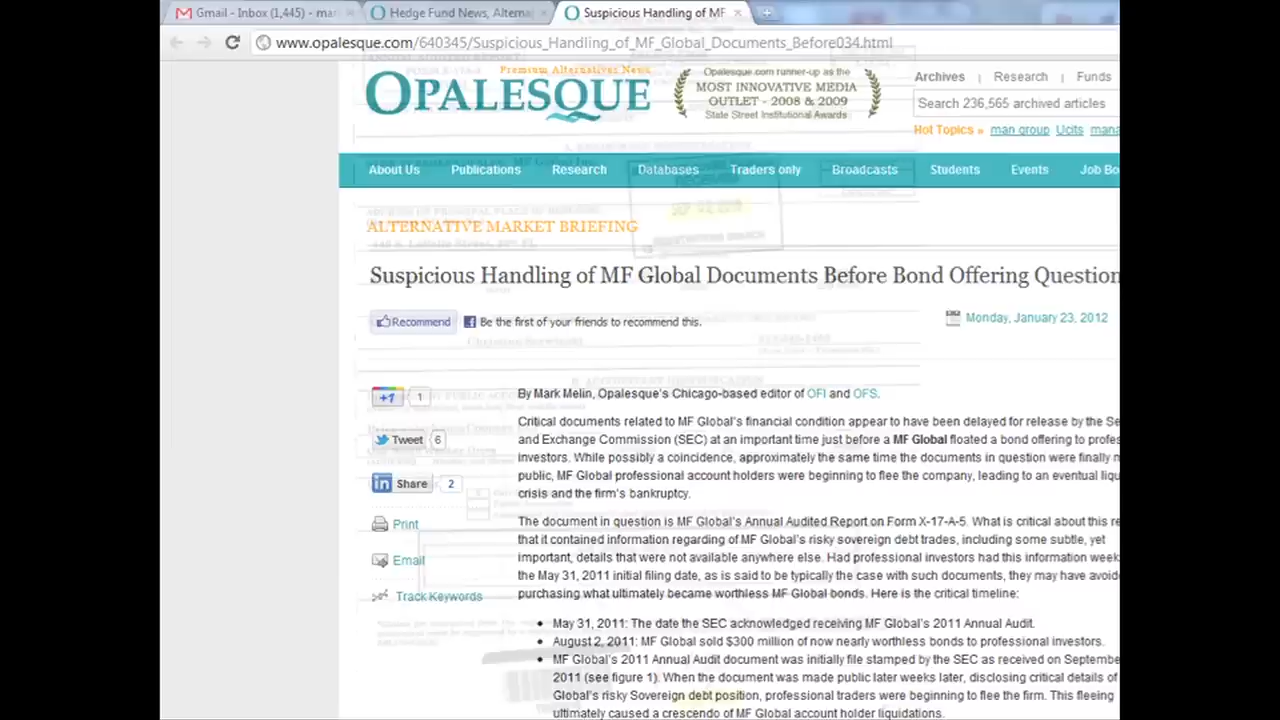 Gmail - Inbox (1,445) - mar
Hedge Fund News, Alterna
Suspicious Handling of MF
www.opalesque.com/640345/Suspicious_Handling_of_MF_Global_Documents_Before034.html
Premium Alternatives News
OPALESQUE
Opalesque.com runner-up as the
MOST INNOVATIVE MEDIA
OUTLET - 2008 & 2009
State Street Institutional Awards
Archives | Research | Funds
Search 236,565 archived articles
Hot Topics » man group Ucits mana
About Us Publications Research Databases Traders only Broadcasts Students Events Job Bo
ALTERNATIVE MARKET BRIEFING
Suspicious Handling of MF Global Documents Before Bond Offering Question
Recommend Be the first of your friends to recommend this.
Monday, January 23, 2012
+1 1
Tweet 6
Share 2
Print
Email
Track Keywords
By Mark Melin, Opalesque's Chicago-based editor of OFI and OFS.
Critical documents related to MF Global's financial condition appear to have been delayed for release by the Se
and Exchange Commission (SEC) at an important time just before a MF Global floated a bond offering to profes
investors. While possibly a coincidence, approximately the same time the documents in question were finally m
public, MF Global professional account holders were beginning to flee the company, leading to an eventual liqu
crisis and the firm's bankruptcy.
The document in question is MF Global's Annual Audited Report on Form X-17-A-5. What is critical about this re
that it contained information regarding of MF Global's risky sovereign debt trades, including some subtle, yet
important, details that were not available anywhere else. Had professional investors had this information week
the May 31, 2011 initial filing date, as is said to be typically the case with such documents, they may have avoide
purchasing what ultimately became worthless MF Global bonds. Here is the critical timeline:
• May 31, 2011: The date the SEC acknowledged receiving MF Global's 2011 Annual Audit.
• August 2, 2011: MF Global sold $300 million of now nearly worthless bonds to professional investors.
• MF Global's 2011 Annual Audit document was initially file stamped by the SEC as received on Septembe
2011 (see figure 1). When the document was made public later weeks later, disclosing critical details of
Global's risky Sovereign debt position, professional traders were beginning to flee the firm. This fleeing
ultimately caused a crescendo of MF Global account holder liquidations.